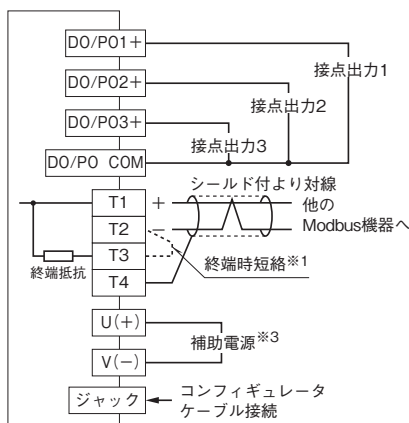 DO/PO1+
接点出力1
DO/PO2+
接点出力2
DO/PO3+
接点出力3
DO/PO COM
シールド付より対線
T1
+
他の
Modbus機器へ
T2
−
終端時短絡※1
T3
終端抵抗
T4
U(+)
補助電源※3
V(−)
ジャック
コンフィギュレータ
ケーブル接続